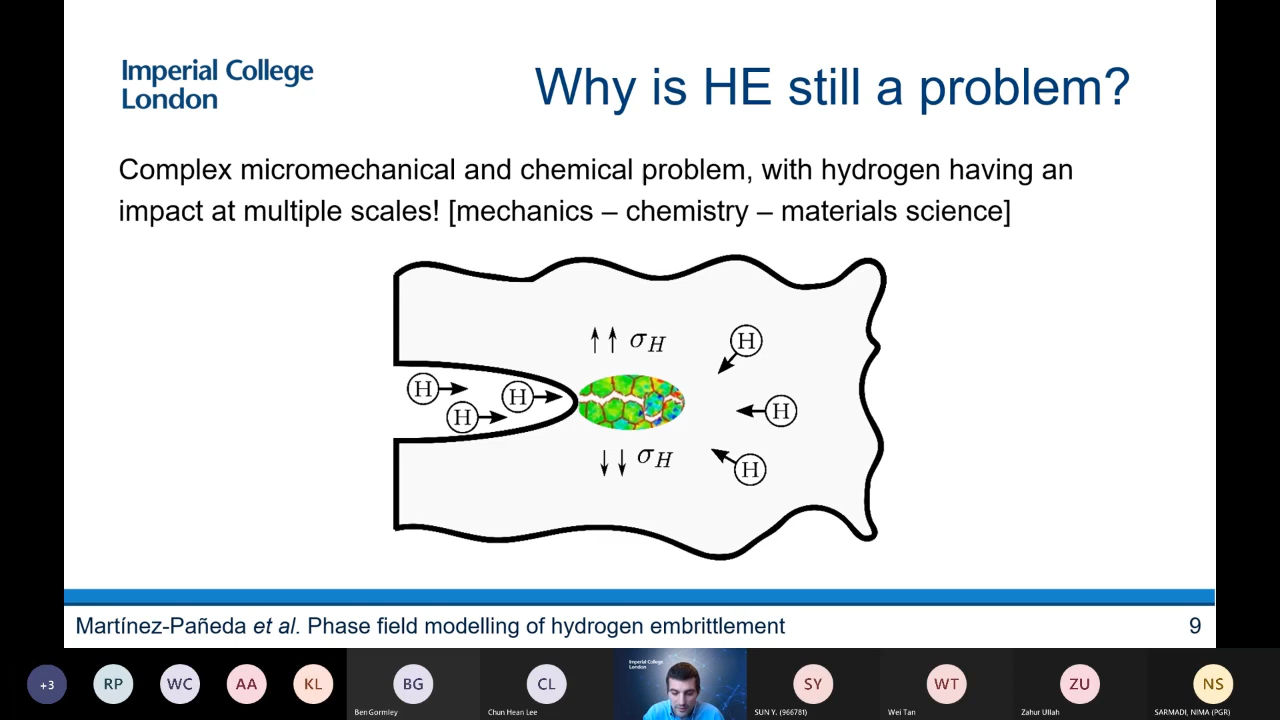 Imperial College
London
Why is HE still a problem?
Complex micromechanical and chemical problem, with hydrogen having an
impact at multiple scales! [mechanics – chemistry – materials science]
↑↑ σH
H
H
H
H
H
↓↓ σH
H
Martínez-Pañeda et al. Phase field modelling of hydrogen embrittlement
9
+3
RP
WC
AA
KL
BG
Ben Gormley
CL
Chun Hean Lee
Imperial College
London
SY
SUN Y. (966781)
WT
Wei Tan
ZU
Zahur Ullah
NS
SARMADI, NIMA (PGR)